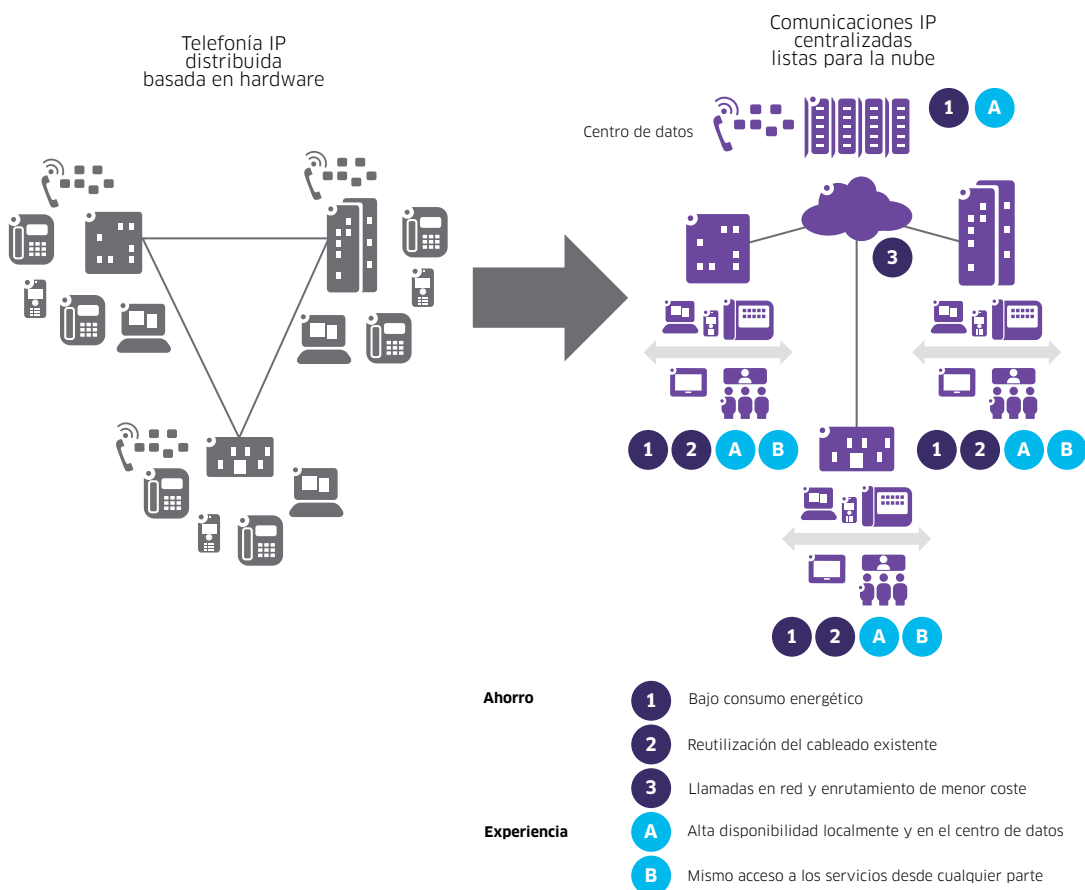 Telefonía IP
distribuida
basada en hardware
Comunicaciones IP
centralizadas
listas para la nube
Centro de datos
1 A
3
1 2 A B
1 2 A B
1 2 A B
Ahorro
1 Bajo consumo energético
2 Reutilización del cableado existente
3 Llamadas en red y enrutamiento de menor coste
Experiencia
A Alta disponibilidad localmente y en el centro de datos
B Mismo acceso a los servicios desde cualquier parte